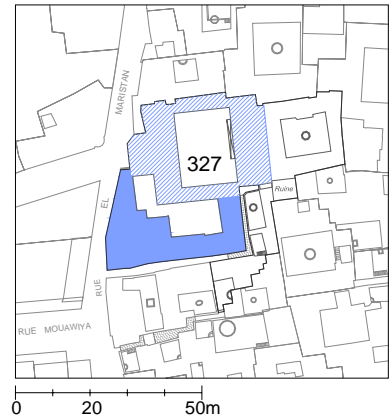 MARISTAN
327
Ruine
EL
RUE
RUE MOUAWIYA
0 20 50m